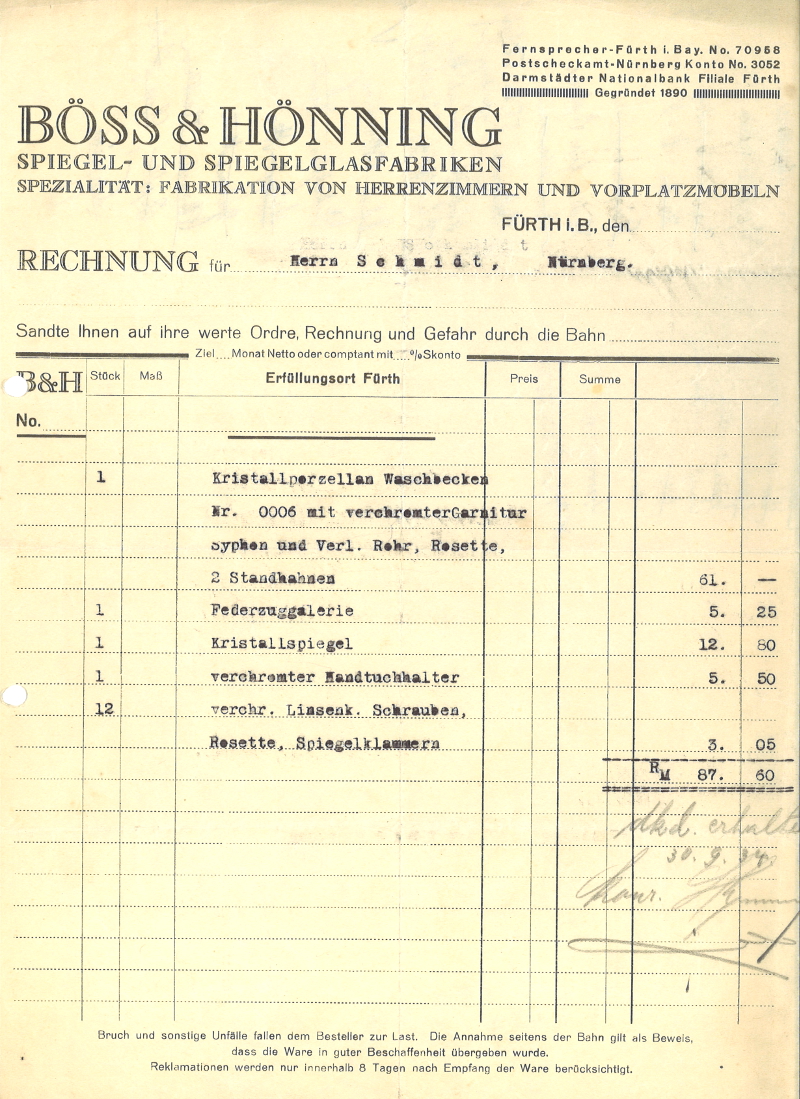 Fernsprecher-Fürth i. Bay. No. 70958
Postscheckamt-Nürnberg Konto No. 3052
Darmstädter Nationalbank Filiale Fürth
Gegründet 1890
BÖSS & HÖNNING
SPIEGEL- UND SPIEGELGLASFABRIKEN
SPEZIALITÄT: FABRIKATION VON HERRENZIMMERN UND VORPLATZMÖBELN
FÜRTH i. B., den
RECHNUNG für Herrn Schmidt, Nürnberg.
Sandte Ihnen auf ihre werte Ordre, Rechnung und Gefahr durch die Bahn
Ziel.... Monat Netto oder comptant mit ....% Skonto
B&H Stück Maß Erfüllungsort Fürth Preis Summe
No.
1 Kristallporzellan Waschbecken
Nr. 0006 mit verchromterGarnitur
Syphon und Verl. Rohr, Rosette,
2 Standhahnen 61. —
1 Federzuggalerie 5. 25
1 Kristallspiegel 12. 80
1 verchromter Handtuchhalter 5. 50
12 verchr. Linsenk. Schrauben,
Rosette, Spiegelklammern 3. 05
RM 87. 60
dkd. erhalten
30. 9. 34
Bruch und sonstige Unfälle fallen dem Besteller zur Last. Die Annahme seitens der Bahn gilt als Beweis,
dass die Ware in guter Beschaffenheit übergeben wurde.
Reklamationen werden nur innerhalb 8 Tagen nach Empfang der Ware berücksichtigt.